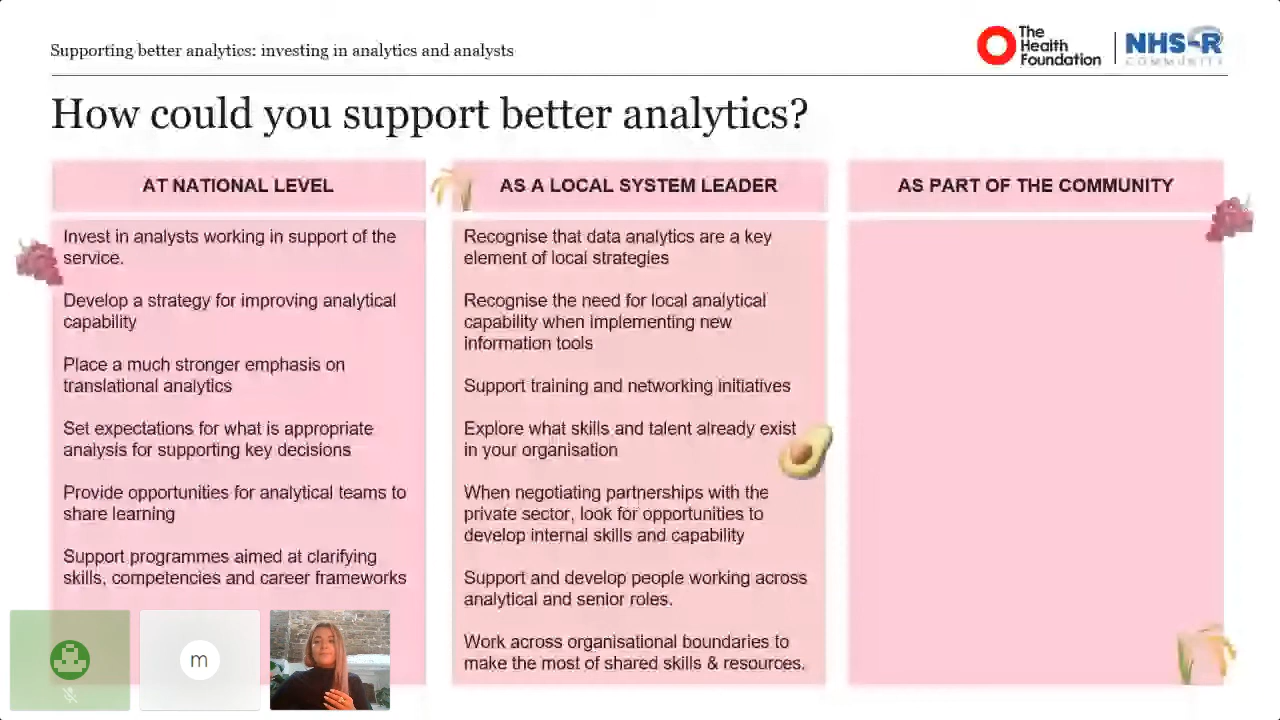 Supporting better analytics: investing in analytics and analysts
The
Health
Foundation
NHS-R
COMMUNITY
How could you support better analytics?
AT NATIONAL LEVEL
Invest in analysts working in support of the
service.
Develop a strategy for improving analytical
capability
Place a much stronger emphasis on
translational analytics
Set expectations for what is appropriate
analysis for supporting key decisions
Provide opportunities for analytical teams to
share learning
Support programmes aimed at clarifying
skills, competencies and career frameworks
AS A LOCAL SYSTEM LEADER
Recognise that data analytics are a key
element of local strategies
Recognise the need for local analytical
capability when implementing new
information tools
Support training and networking initiatives
Explore what skills and talent already exist
in your organisation
When negotiating partnerships with the
private sector, look for opportunities to
develop internal skills and capability
Support and develop people working across
analytical and senior roles.
Work across organisational boundaries to
make the most of shared skills & resources.
AS PART OF THE COMMUNITY
m